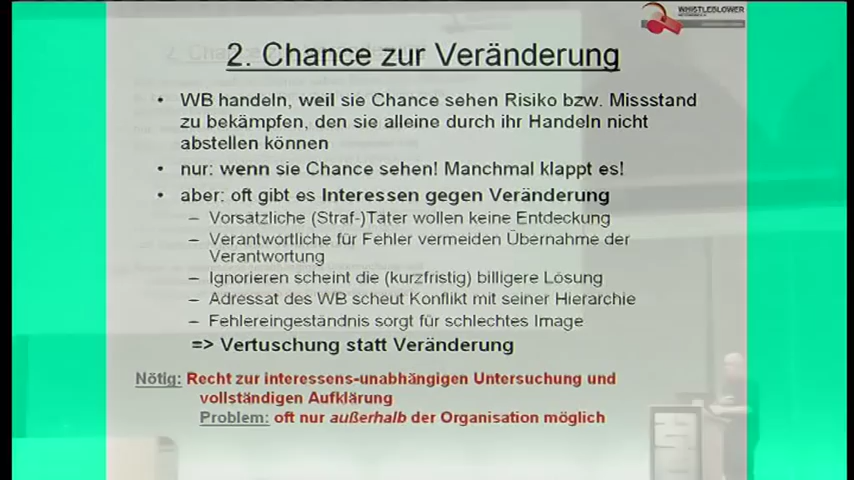 WHISTLEBLOWER
2. Chance zur Veränderung
• WB handeln, weil sie Chance sehen Risiko bzw. Missstand
zu bekämpfen, den sie alleine durch ihr Handeln nicht
abstellen können
• nur: wenn sie Chance sehen! Manchmal klappt es!
• aber: oft gibt es Interessen gegen Veränderung
– Vorsätzliche (Straf-)Täter wollen keine Entdeckung
– Verantwortliche für Fehler vermeiden Übernahme der
Verantwortung
– Ignorieren scheint die (kurzfristig) billigere Lösung
– Adressat des WB scheut Konflikt mit seiner Hierarchie
– Fehlereingeständnis sorgt für schlechtes Image
=> Vertuschung statt Veränderung
Nötig: Recht zur interessens-unabhängigen Untersuchung und
vollständigen Aufklärung
Problem: oft nur außerhalb der Organisation möglich